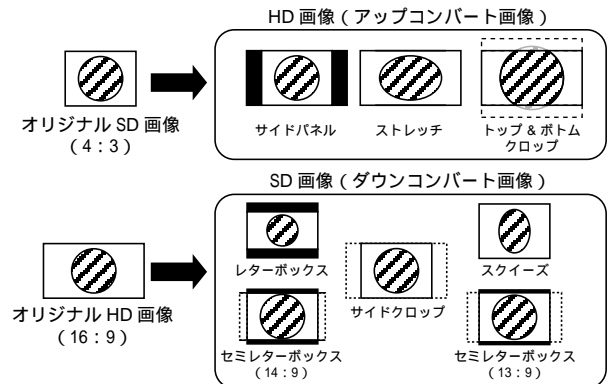 HD 画像（アップコンバート画像）
オリジナル SD 画像
（4：3）
サイドパネル
ストレッチ
トップ & ボトム
クロップ
SD 画像（ダウンコンバート画像）
オリジナル HD 画像
（16：9）
レターボックス
サイドクロップ
スクイーズ
セミレターボックス
（14：9）
セミレターボックス
（13：9）